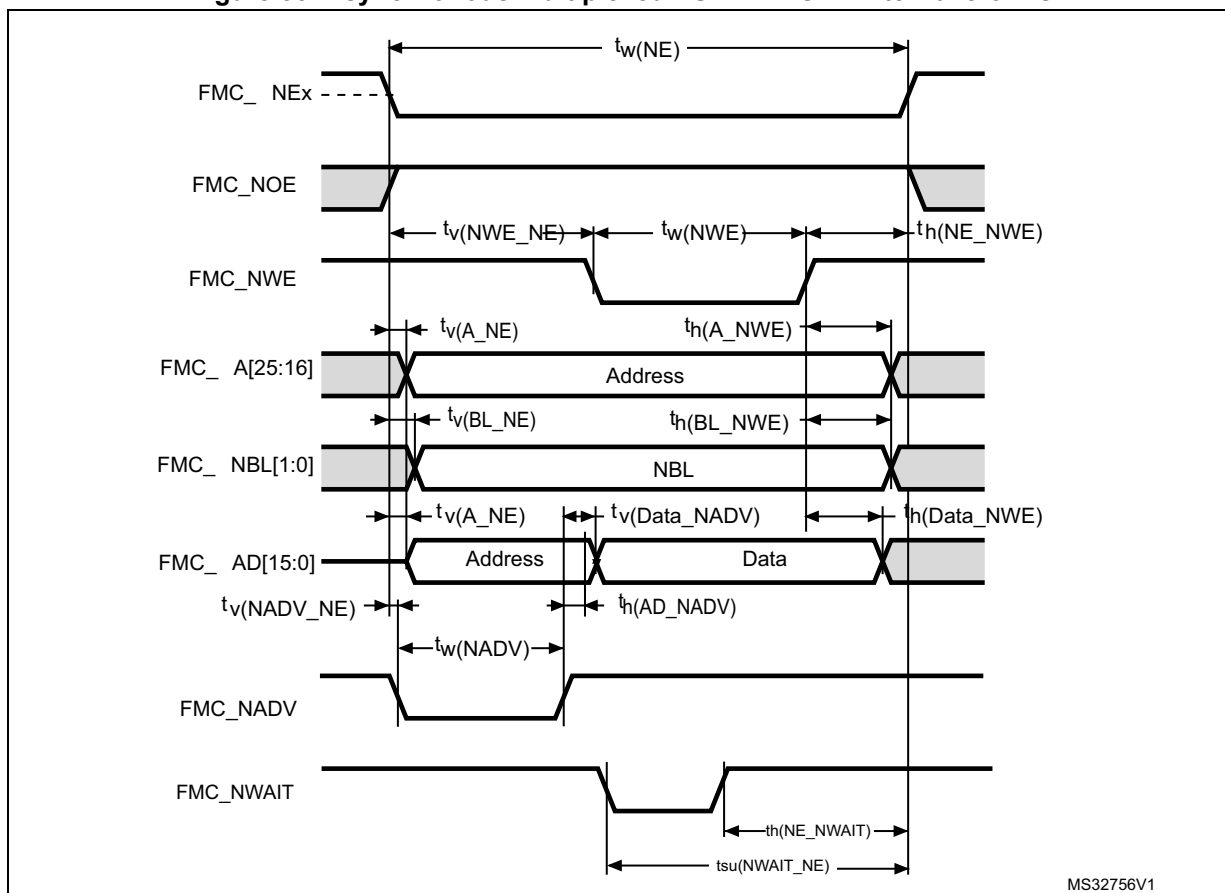 tw(NE)
FMC_ NEx
FMC_NOE
tv(NWE_NE)
tw(NWE)
th(NE_NWE)
FMC_NWE
tv(A_NE)
th(A_NWE)
FMC_ A[25:16]
Address
tv(BL_NE)
th(BL_NWE)
FMC_ NBL[1:0]
NBL
tv(A_NE)
tv(Data_NADV)
th(Data_NWE)
FMC_ AD[15:0]
Address
Data
tv(NADV_NE)
th(AD_NADV)
tw(NADV)
FMC_NADV
FMC_NWAIT
th(NE_NWAIT)
tsu(NWAIT_NE)
MS32756V1